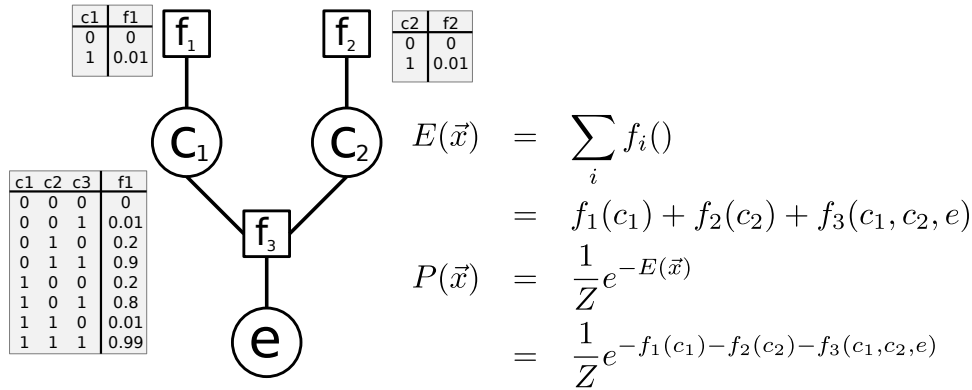 c1 f1
0 0
1 0.01
f₁
f₂
c2 f2
0 0
1 0.01
c₁
c₂
E(x⃗) = ∑ᵢ fᵢ()
= f₁(c₁) + f₂(c₂) + f₃(c₁, c₂, e)
P(x⃗) = 1/Z e^{−E(x⃗)}
= 1/Z e^{−f₁(c₁)−f₂(c₂)−f₃(c₁,c₂,e)}
c1 c2 c3 f1
0 0 0 0
0 0 1 0.01
0 1 0 0.2
0 1 1 0.9
1 0 0 0.2
1 0 1 0.8
1 1 0 0.01
1 1 1 0.99
f₃
e